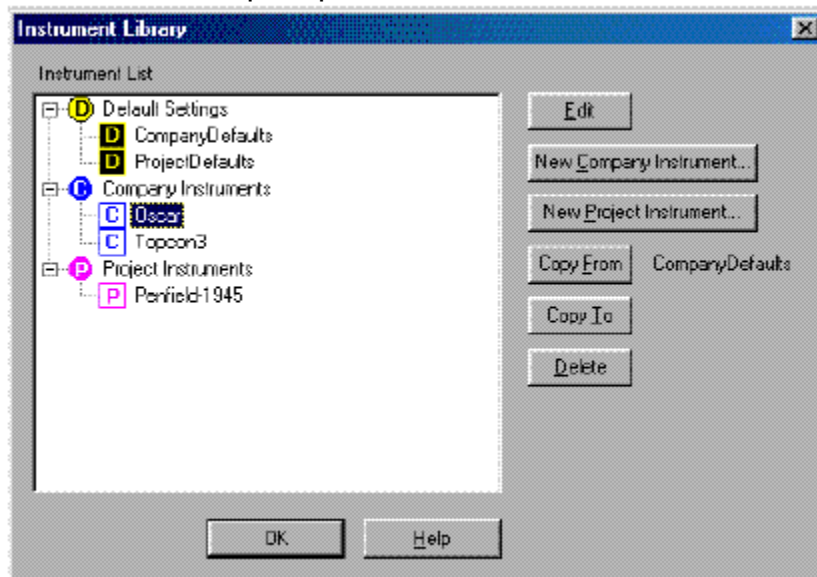 Instrument Library
Instrument List
Default Settings
CompanyDefaults
ProjectDefaults
Company Instruments
Oscar
Topcon3
Project Instruments
Penfield-1945
Edit
New Company Instrument...
New Project Instrument...
Copy From CompanyDefaults
Copy To
Delete
OK
Help